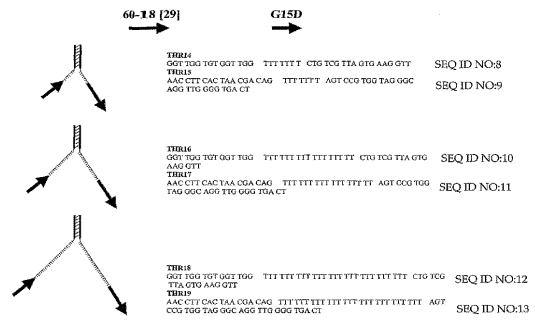 60-18 [29] G15D
THR14
GGT TGG TGT GGT TGG TTT TTT T CTG TCG TTA GTG AAG GTT SEQ ID NO:8
THR15
AAC CTT CAC TAA CGA CAG TTT TTT T AGT CCG TGG TAG GGC SEQ ID NO:9
AGG TTG GGG TGA CT
THR16
GGT TGG TGT GGT TGG TTT TTT TTT TTT TTT TT CTG TCG TTA GTG SEQ ID NO:10
AAG GTT
THR17
AAC CTT CAC TAA CGA CAG TTT TTT TTT TTT TTT TT AGT CCG TGG SEQ ID NO:11
TAG GGC AGG TTG GGG TGA CT
THR18
GGT TGG TGT GGT TGG TTT TTT TTT TTT TTT TTT TTT TTT TTT CTG TCG SEQ ID NO:12
TTA GTG AAG GTT
THR19
AAC CTT CAC TAA CGA CAG TTT TTT TTT TTT TTT TTT TTT TTT TTT AGT SEQ ID NO:13
CCG TGG TAG GGC AGG TTG GGG TGA CT